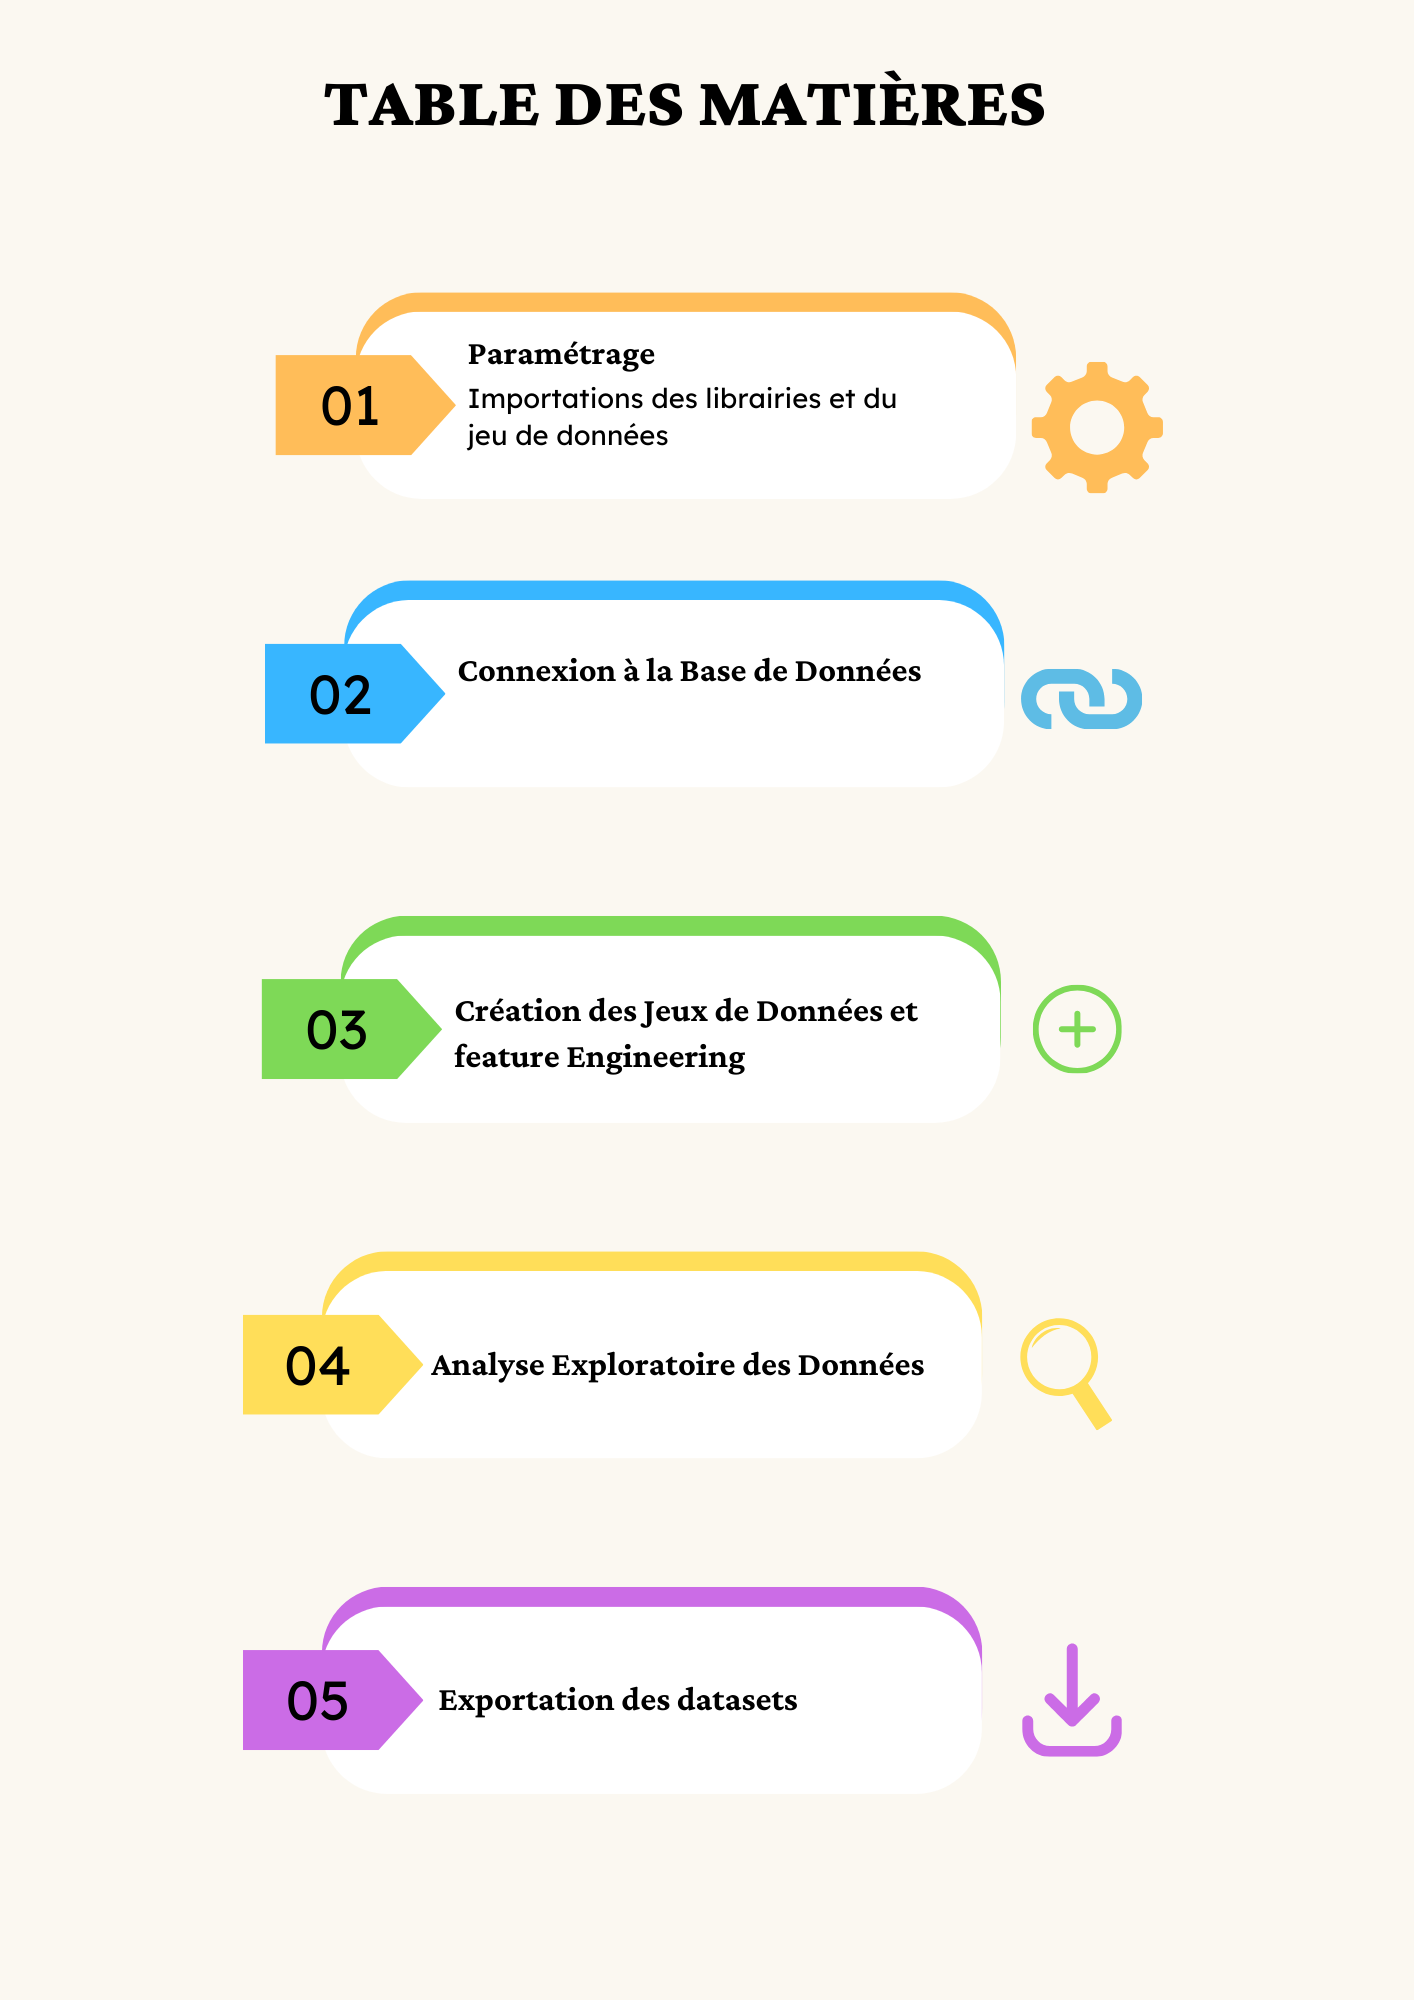 TABLE DES MATIÈRES
01
Paramétrage
Importations des librairies et du
jeu de données
02
Connexion à la Base de Données
03
Création des Jeux de Données et
feature Engineering
04
Analyse Exploratoire des Données
05
Exportation des datasets